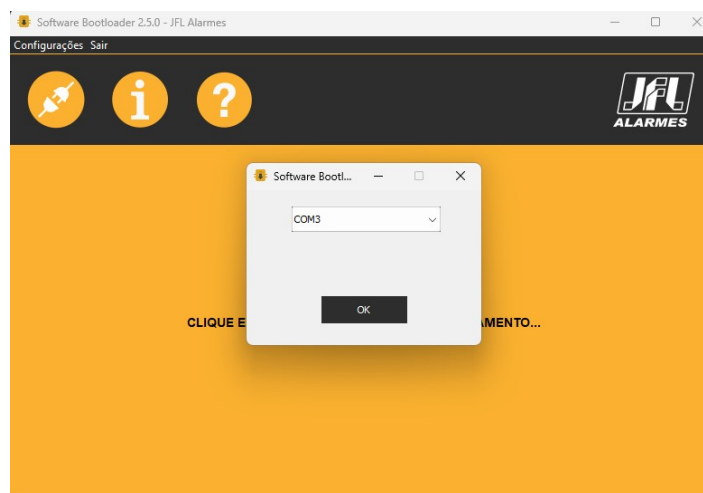 Software Bootloader 2.5.0 - JFL Alarmes
Configurações Sair
i ?
JFL
ALARMES
Software Bootl...
COM3
OK
CLIQUE E
AMENTO...